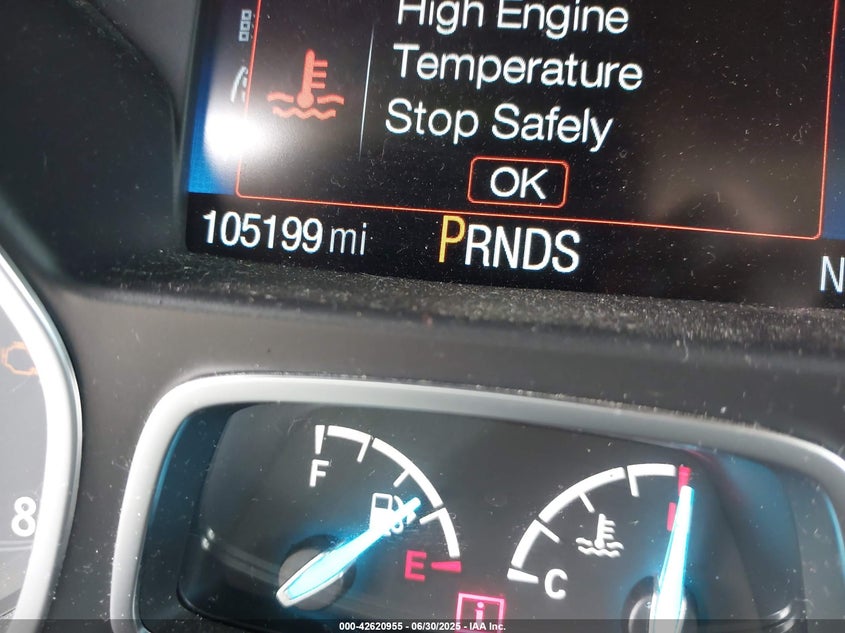 High Engine
Temperature
Stop Safely
OK
105199 mi PRNDS
N
8
F
E
C
i
000-42620955 - 06/30/2025 - IAA Inc.